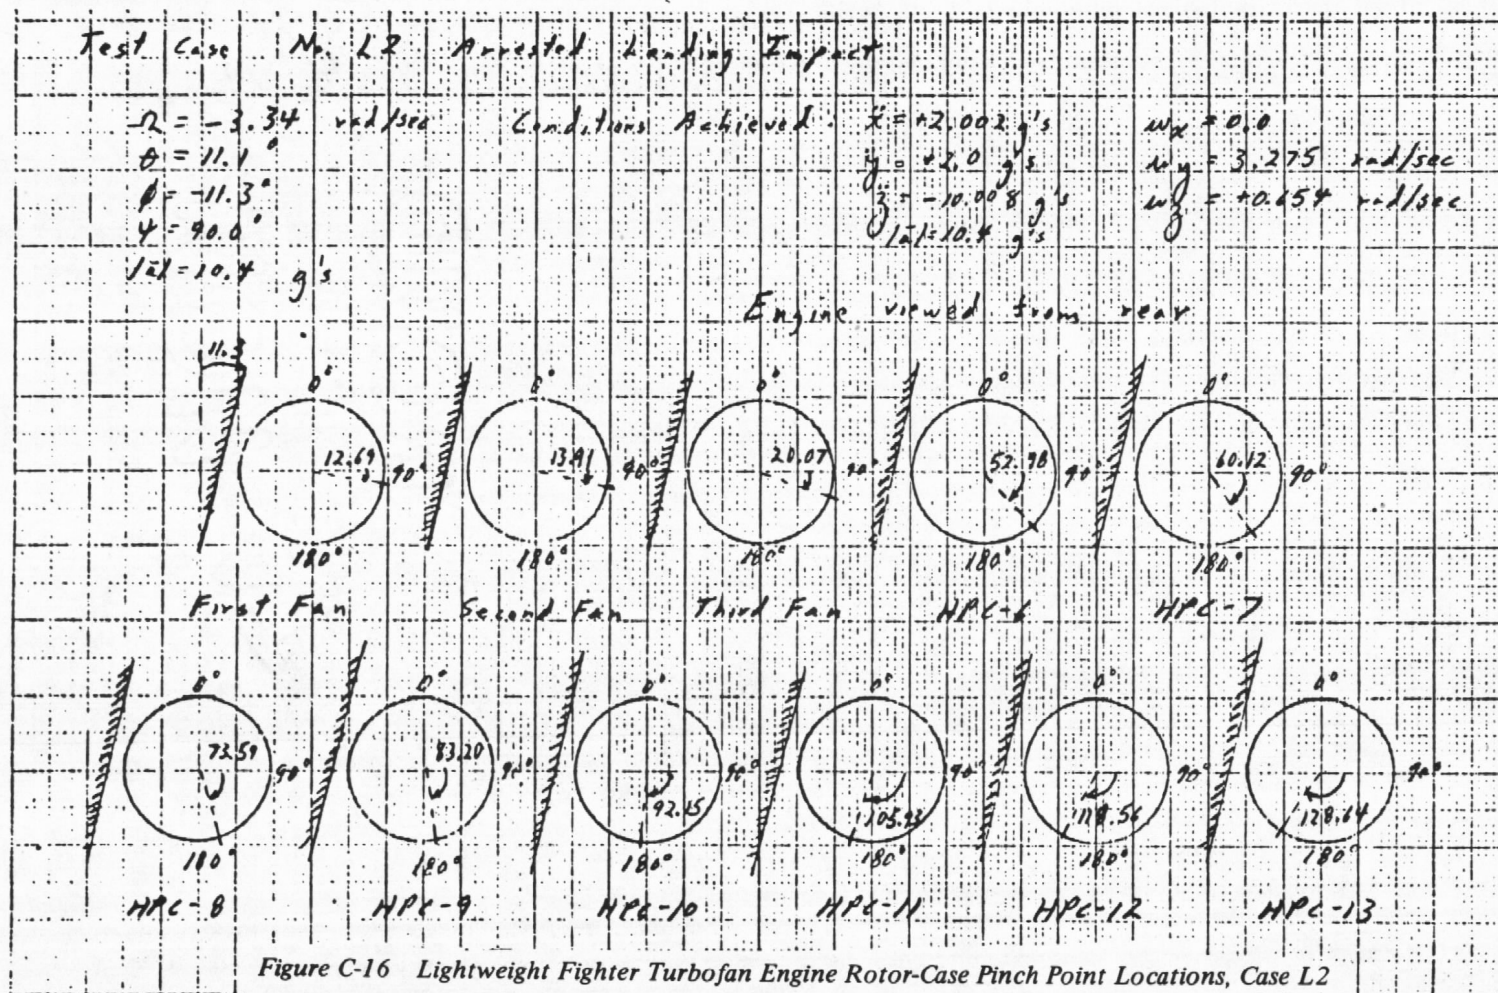 Test Case No. L2 Arrested Landing Impact
Ω = -3.34 rad/sec Conditions Achieved: ẍ = +2.002 g's ωx = 0.0
θ = 11.1° ÿ = +2.0 g's ωy = 3.275 rad/sec
ϕ = -11.3° z̈ = -10.008 g's ωz = +0.654 rad/sec
ψ = 90.0° |ā| = 10.4 g's
|ā| = 10.4 g's
Engine viewed from rear
11.3
0° 0° 0° 0° 0°
12.69 90° 13.91 90° 20.07 90° 52.98 90° 60.12 90°
180° 180° 180° 180° 180°
First Fan Second Fan Third Fan HPC-6 HPC-7
0° 0° 0° 0° 0° 0°
73.59 90° 83.20 90° 92.15 90° 105.93 90° 118.56 90° 128.64 90°
180° 180° 180° 180° 180° 180°
HPC-8 HPC-9 HPC-10 HPC-11 HPC-12 HPC-13
Figure C-16 Lightweight Fighter Turbofan Engine Rotor-Case Pinch Point Locations, Case L2